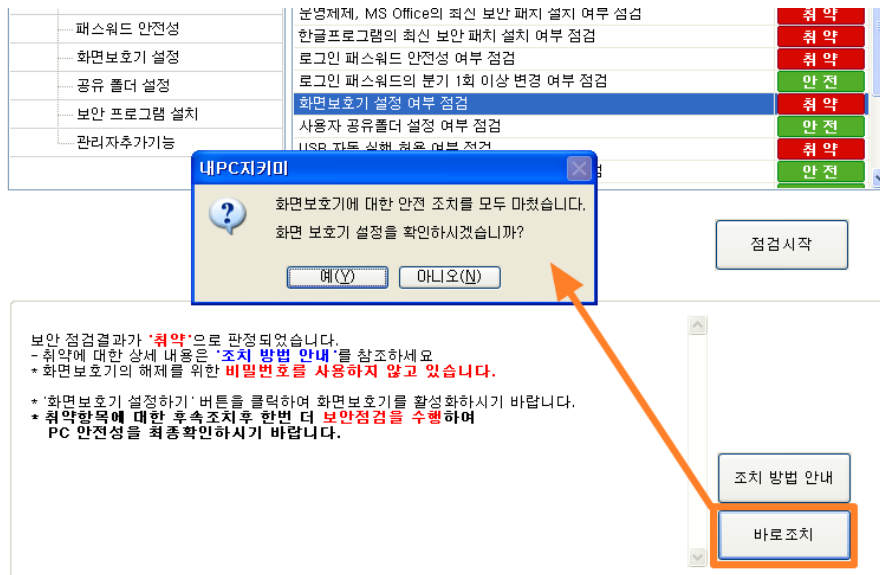 패스워드 안전성
화면보호기 설정
공유 폴더 설정
보안 프로그램 설치
관리자추가기능
운영체제, MS Office의 최신 보안 패치 설치 여부 점검 취 약
한글프로그램의 최신 보안 패치 설치 여부 점검 취 약
로그인 패스워드 안전성 여부 점검 취 약
로그인 패스워드의 분기 1회 이상 변경 여부 점검 안 전
화면보호기 설정 여부 점검 취 약
사용자 공유폴더 설정 여부 점검 안 전
USB 자동 실행 허용 여부 점검 취 약
안 전
내PC지키미
화면보호기에 대한 안전 조치를 모두 마쳤습니다.
화면 보호기 설정을 확인하시겠습니까?
예(Y) 아니오(N)
점검시작
보안 점검결과가 '취약'으로 판정되었습니다.
- 취약에 대한 상세 내용은 '조치 방법 안내'를 참조하세요
* 화면보호기의 해제를 위한 비밀번호를 사용하지 않고 있습니다.
* '화면보호기 설정하기' 버튼을 클릭하여 화면보호기를 활성화하시기 바랍니다.
* 취약항목에 대한 후속조치후 한번 더 보안점검을 수행하여
PC 안전성을 최종확인하시기 바랍니다.
조치 방법 안내
바로조치